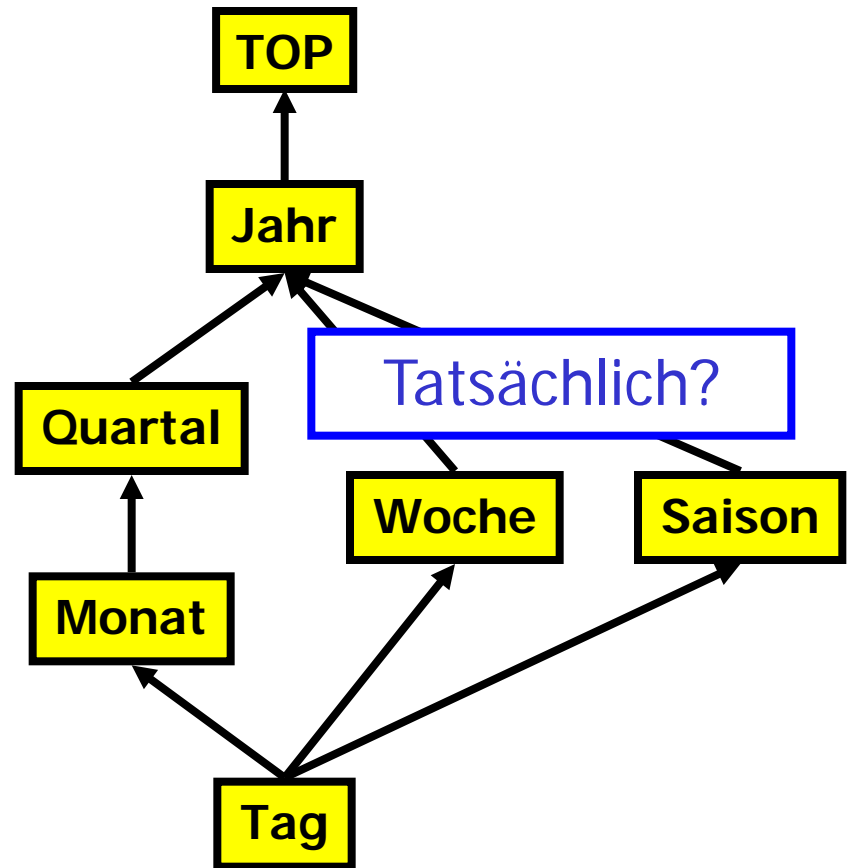 TOP
Jahr
Tatsächlich?
Quartal
Woche
Saison
Monat
Tag